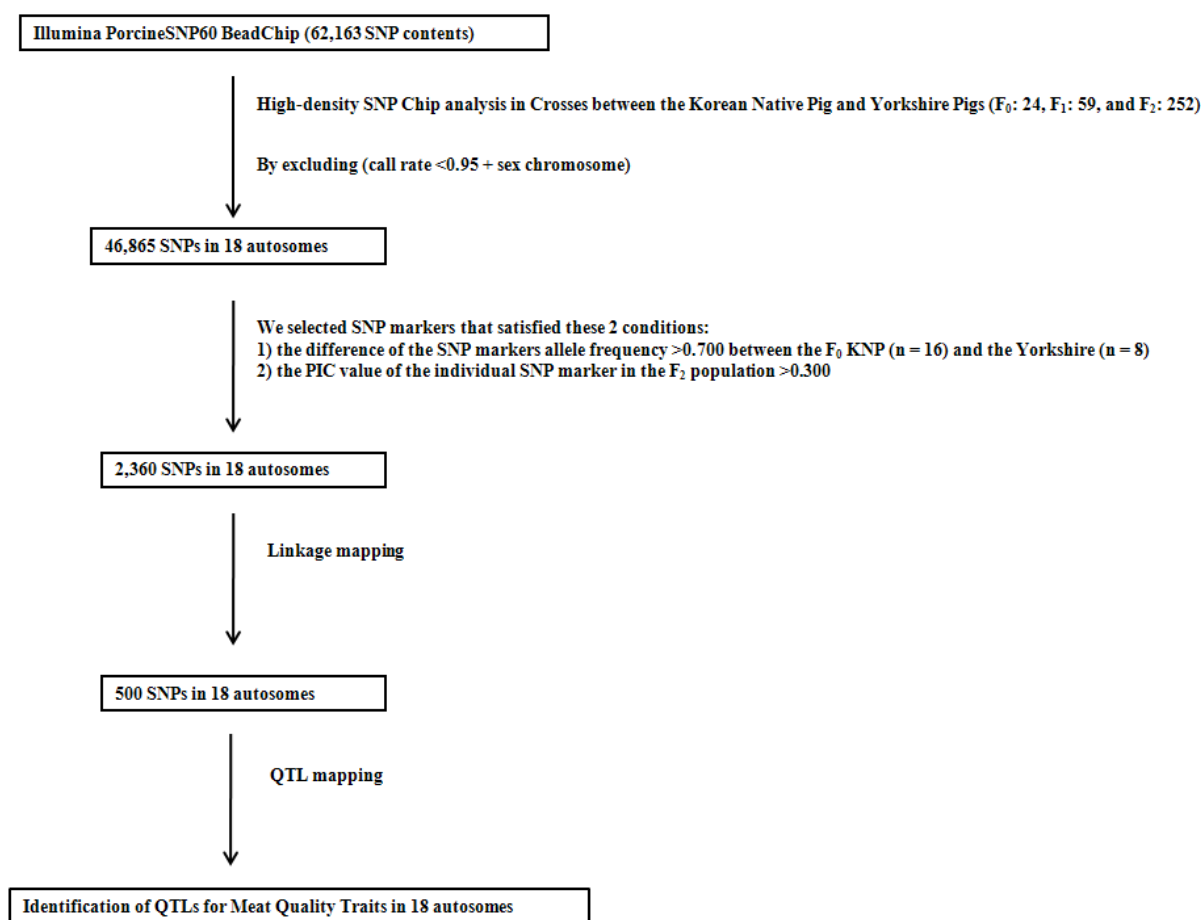 Illumina PorcineSNP60 BeadChip (62,163 SNP contents)
High-density SNP Chip analysis in Crosses between the Korean Native Pig and Yorkshire Pigs (F₀: 24, F₁: 59, and F₂: 252)
By excluding (call rate <0.95 + sex chromosome)
46,865 SNPs in 18 autosomes
We selected SNP markers that satisfied these 2 conditions:
1) the difference of the SNP markers allele frequency >0.700 between the F₀ KNP (n = 16) and the Yorkshire (n = 8)
2) the PIC value of the individual SNP marker in the F₂ population >0.300
2,360 SNPs in 18 autosomes
Linkage mapping
500 SNPs in 18 autosomes
QTL mapping
Identification of QTLs for Meat Quality Traits in 18 autosomes